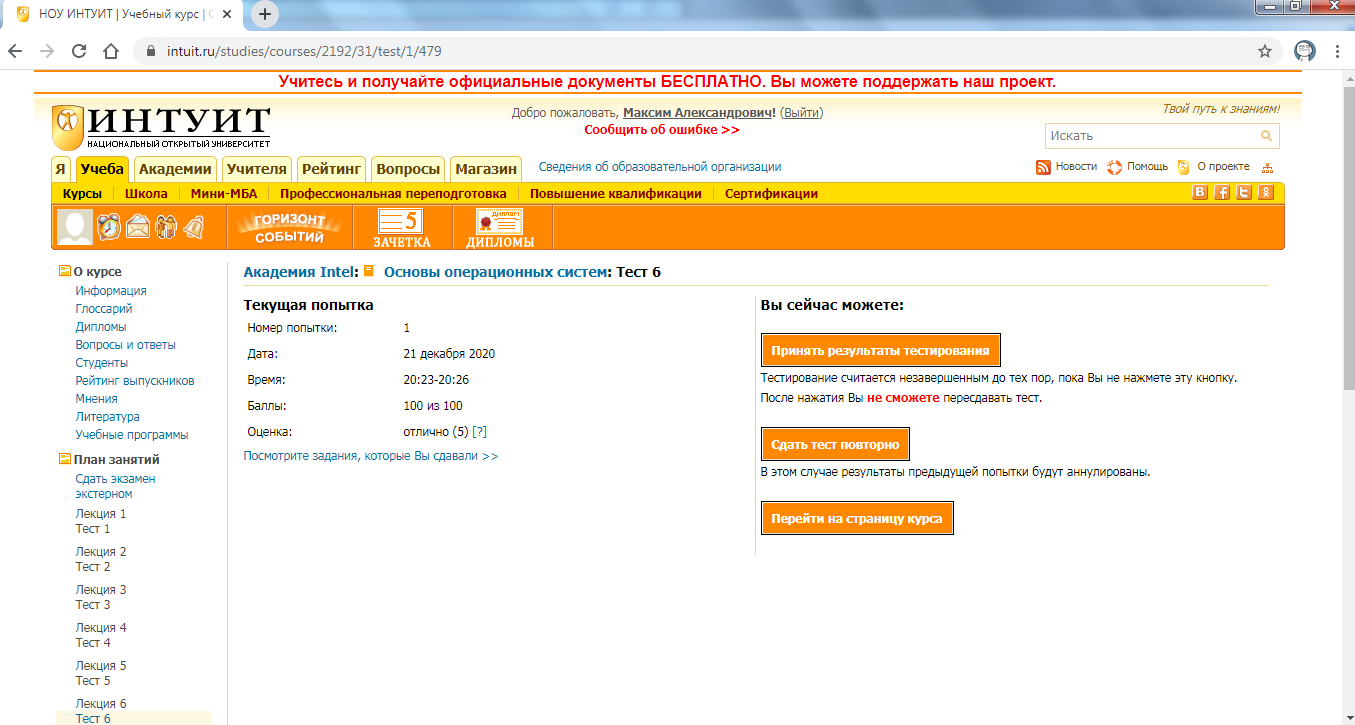 НОУ ИНТУИТ | Учебный курс |
intuit.ru/studies/courses/2192/31/test/1/479
Учитесь и получайте официальные документы БЕСПЛАТНО. Вы можете поддержать наш проект.
ИНТУИТ
НАЦИОНАЛЬНЫЙ ОТКРЫТЫЙ УНИВЕРСИТЕТ
Добро пожаловать, Максим Александрович! (Выйти)
Сообщить об ошибке >>
Твой путь к знаниям!
Искать
Я Учеба Академии Учителя Рейтинг Вопросы Магазин Сведения об образовательной организации
Новости Помощь О проекте
Курсы Школа Мини-МБА Профессиональная переподготовка Повышение квалификации Сертификации
ГОРИЗОНТ
СОБЫТИЙ
5
ЗАЧЕТКА
ДИПЛОМ
ДИПЛОМЫ
О курсе
Информация
Глоссарий
Дипломы
Вопросы и ответы
Студенты
Рейтинг выпускников
Мнения
Литература
Учебные программы
План занятий
Сдать экзамен
экстерном
Лекция 1
Тест 1
Лекция 2
Тест 2
Лекция 3
Тест 3
Лекция 4
Тест 4
Лекция 5
Тест 5
Лекция 6
Тест 6
Академия Intel: Основы операционных систем: Тест 6
Текущая попытка
Номер попытки: 1
Дата: 21 декабря 2020
Время: 20:23-20:26
Баллы: 100 из 100
Оценка: отлично (5) [?]
Посмотрите задания, которые Вы сдавали >>
Вы сейчас можете:
Принять результаты тестирования
Тестирование считается незавершенным до тех пор, пока Вы не нажмете эту кнопку.
После нажатия Вы не сможете пересдавать тест.
Сдать тест повторно
В этом случае результаты предыдущей попытки будут аннулированы.
Перейти на страницу курса